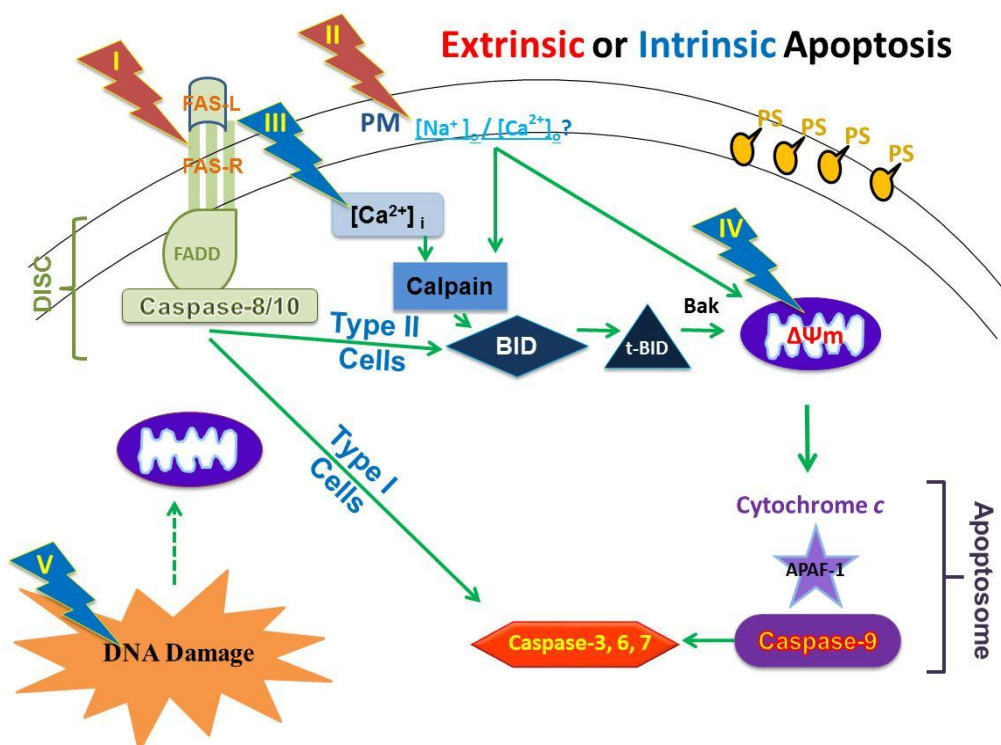 Extrinsic or Intrinsic Apoptosis
I
II
FAS-L
III
PM [Na⁺]o / [Ca²⁺]o?
FAS-R
PS
PS
PS
PS
[Ca²⁺] i
IV
FADD
DISC
Caspase-8/10
Calpain
Type II
Cells
BID
t-BID
Bak
ΔΨm
Type I
Cells
Cytochrome c
APAF-1
Caspase-9
Apoptosome
Caspase-3, 6, 7
V
DNA Damage